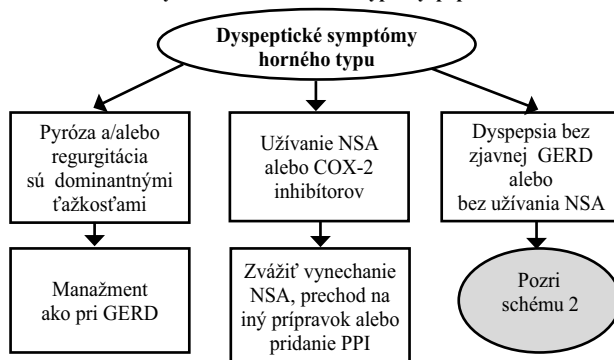 Dyspeptické symptómy
horného typu
Pyróza a/alebo
regurgitácia
sú dominantnými
ťažkosťami
Užívanie NSA
alebo COX-2
inhibítorov
Dyspepsia bez
zjavnej GERD
alebo
bez užívania NSA
Manažment
ako pri GERD
Zvážiť vynechanie
NSA, prechod na
iný prípravok alebo
pridanie PPI
Pozri
schému 2